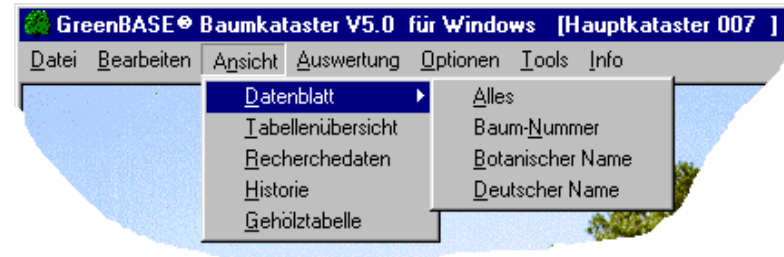 GreenBASE® Baumkataster V5.0 für Windows [Hauptkataster 007 ]
Datei Bearbeiten Ansicht Auswertung Optionen Tools Info
Datenblatt
Tabellenübersicht
Recherchedaten
Historie
Gehölztabelle
Alles
Baum-Nummer
Botanischer Name
Deutscher Name